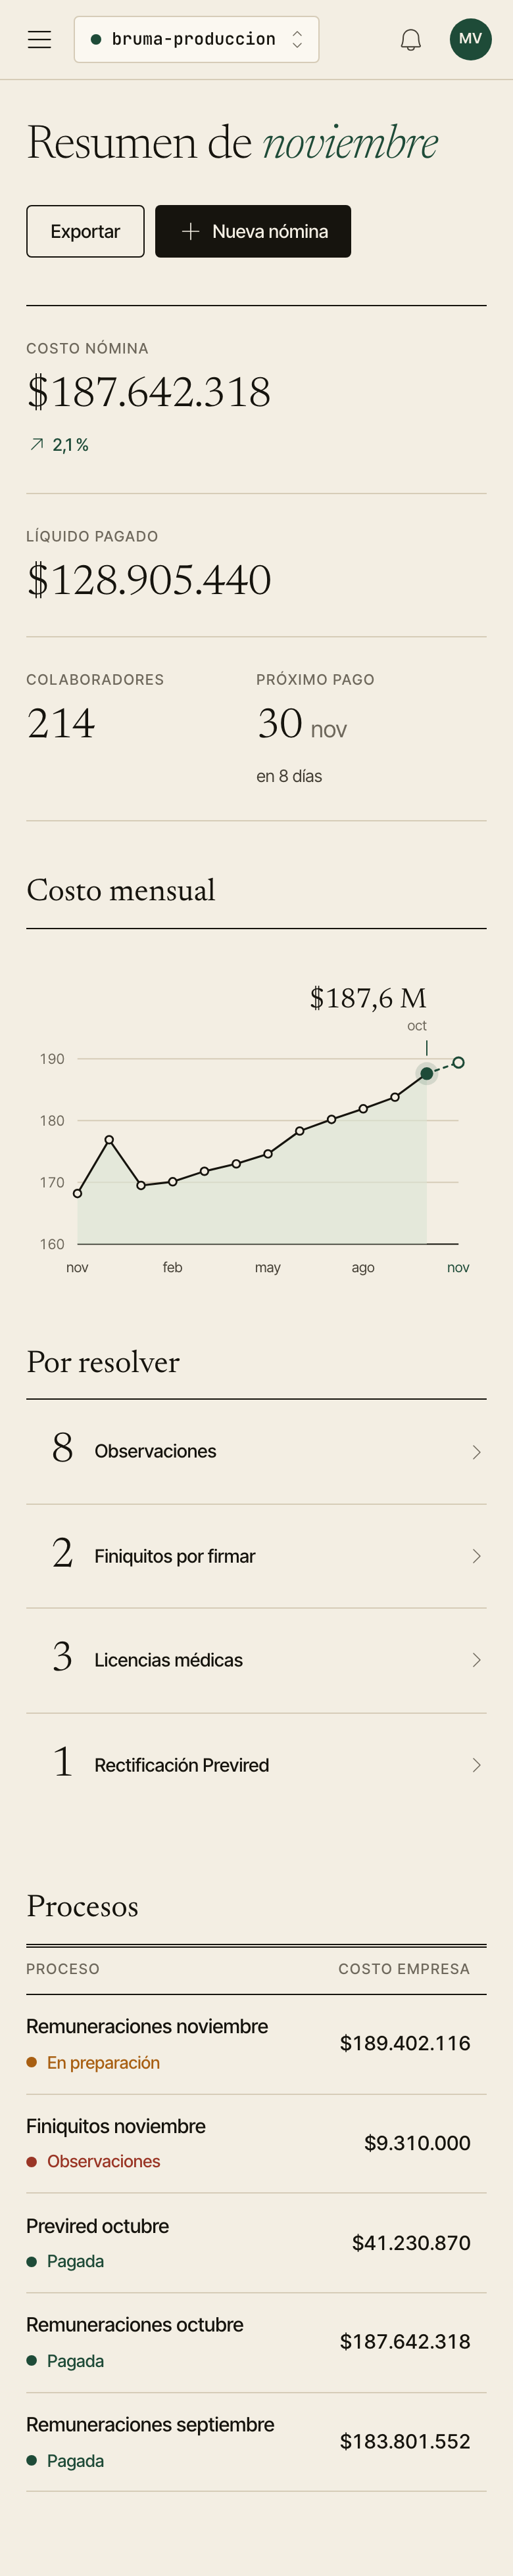 bruma-produccion
MV
Resumen de noviembre
Exportar
Nueva nómina
COSTO NÓMINA
$187.642.318
2,1 %
LÍQUIDO PAGADO
$128.905.440
COLABORADORES
PRÓXIMO PAGO
214
30 nov
en 8 días
Costo mensual
$187,6 M
oct
190
180
170
160
nov
feb
may
ago
nov
Por resolver
8 Observaciones
2 Finiquitos por firmar
3 Licencias médicas
1 Rectificación Previred
Procesos
PROCESO
COSTO EMPRESA
Remuneraciones noviembre
$189.402.116
En preparación
Finiquitos noviembre
$9.310.000
Observaciones
Previred octubre
$41.230.870
Pagada
Remuneraciones octubre
$187.642.318
Pagada
Remuneraciones septiembre
$183.801.552
Pagada